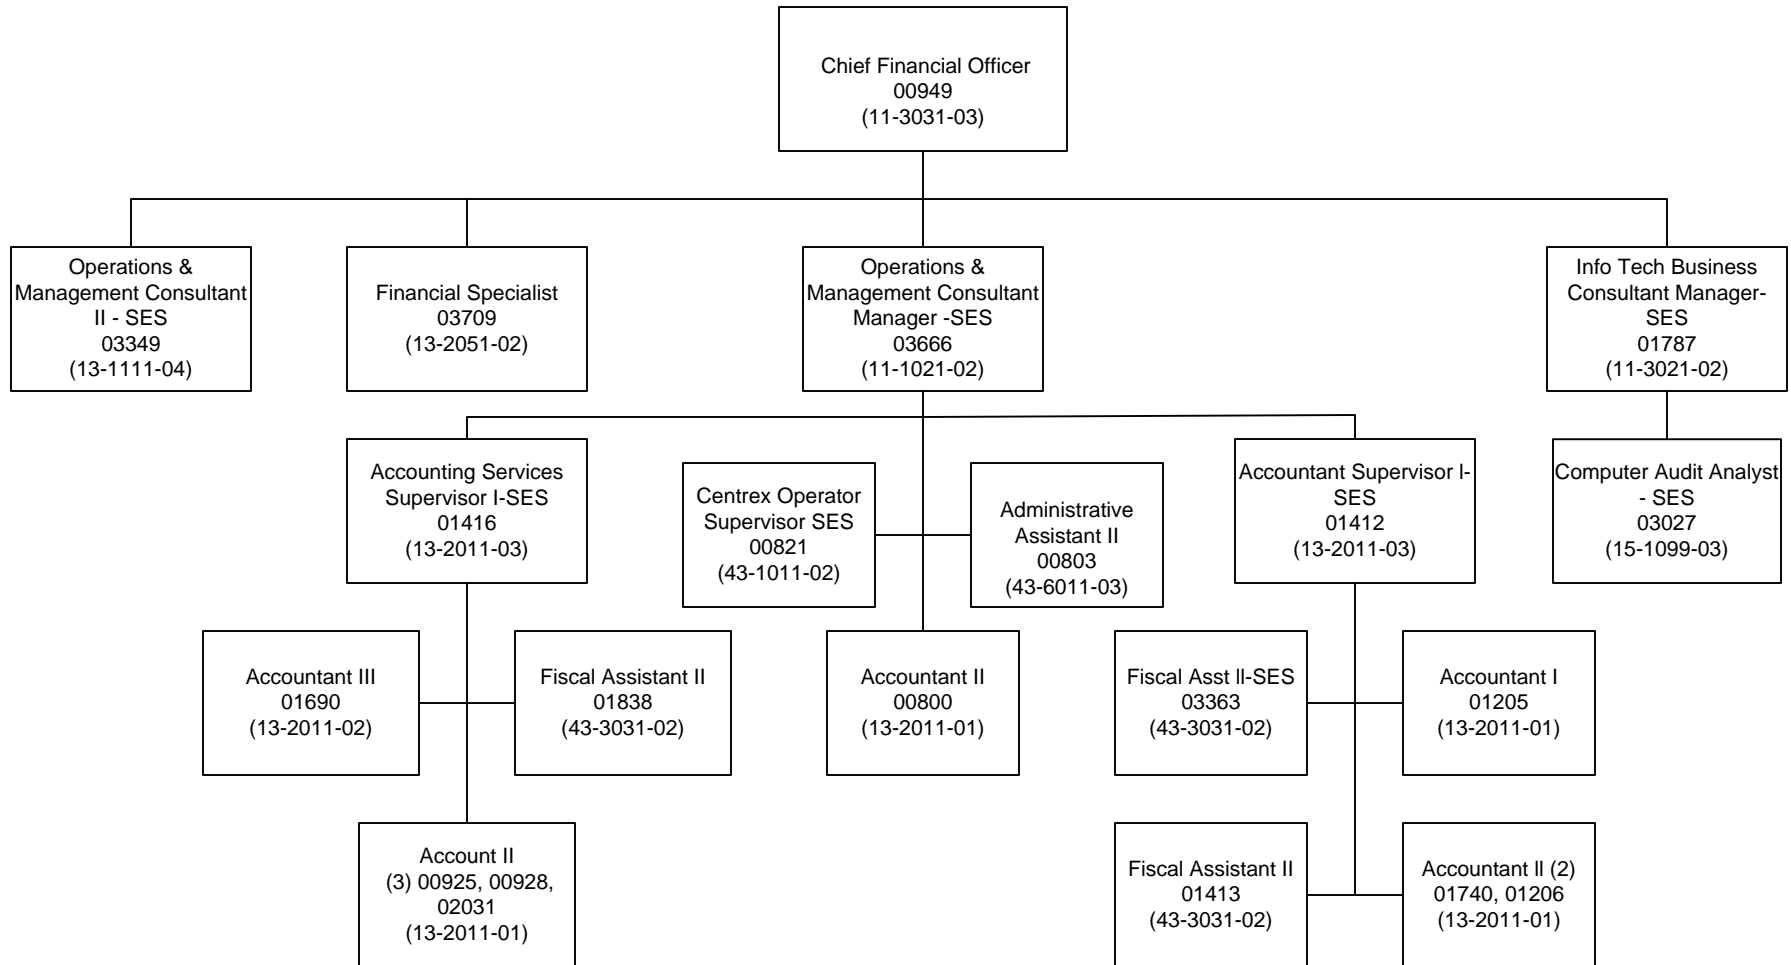 Chief Financial Officer
00949
(11-3031-03)
Operations &
Management Consultant
II - SES
03349
(13-1111-04)
Financial Specialist
03709
(13-2051-02)
Operations &
Management Consultant
Manager -SES
03666
(11-1021-02)
Info Tech Business
Consultant Manager-
SES
01787
(11-3021-02)
Accounting Services
Supervisor I-SES
01416
(13-2011-03)
Centrex Operator
Supervisor SES
00821
(43-1011-02)
Administrative
Assistant II
00803
(43-6011-03)
Accountant Supervisor I-
SES
01412
(13-2011-03)
Computer Audit Analyst
- SES
03027
(15-1099-03)
Accountant III
01690
(13-2011-02)
Fiscal Assistant II
01838
(43-3031-02)
Accountant II
00800
(13-2011-01)
Fiscal Asst ll-SES
03363
(43-3031-02)
Accountant I
01205
(13-2011-01)
Account II
(3) 00925, 00928,
02031
(13-2011-01)
Fiscal Assistant II
01413
(43-3031-02)
Accountant ll (2)
01740, 01206
(13-2011-01)